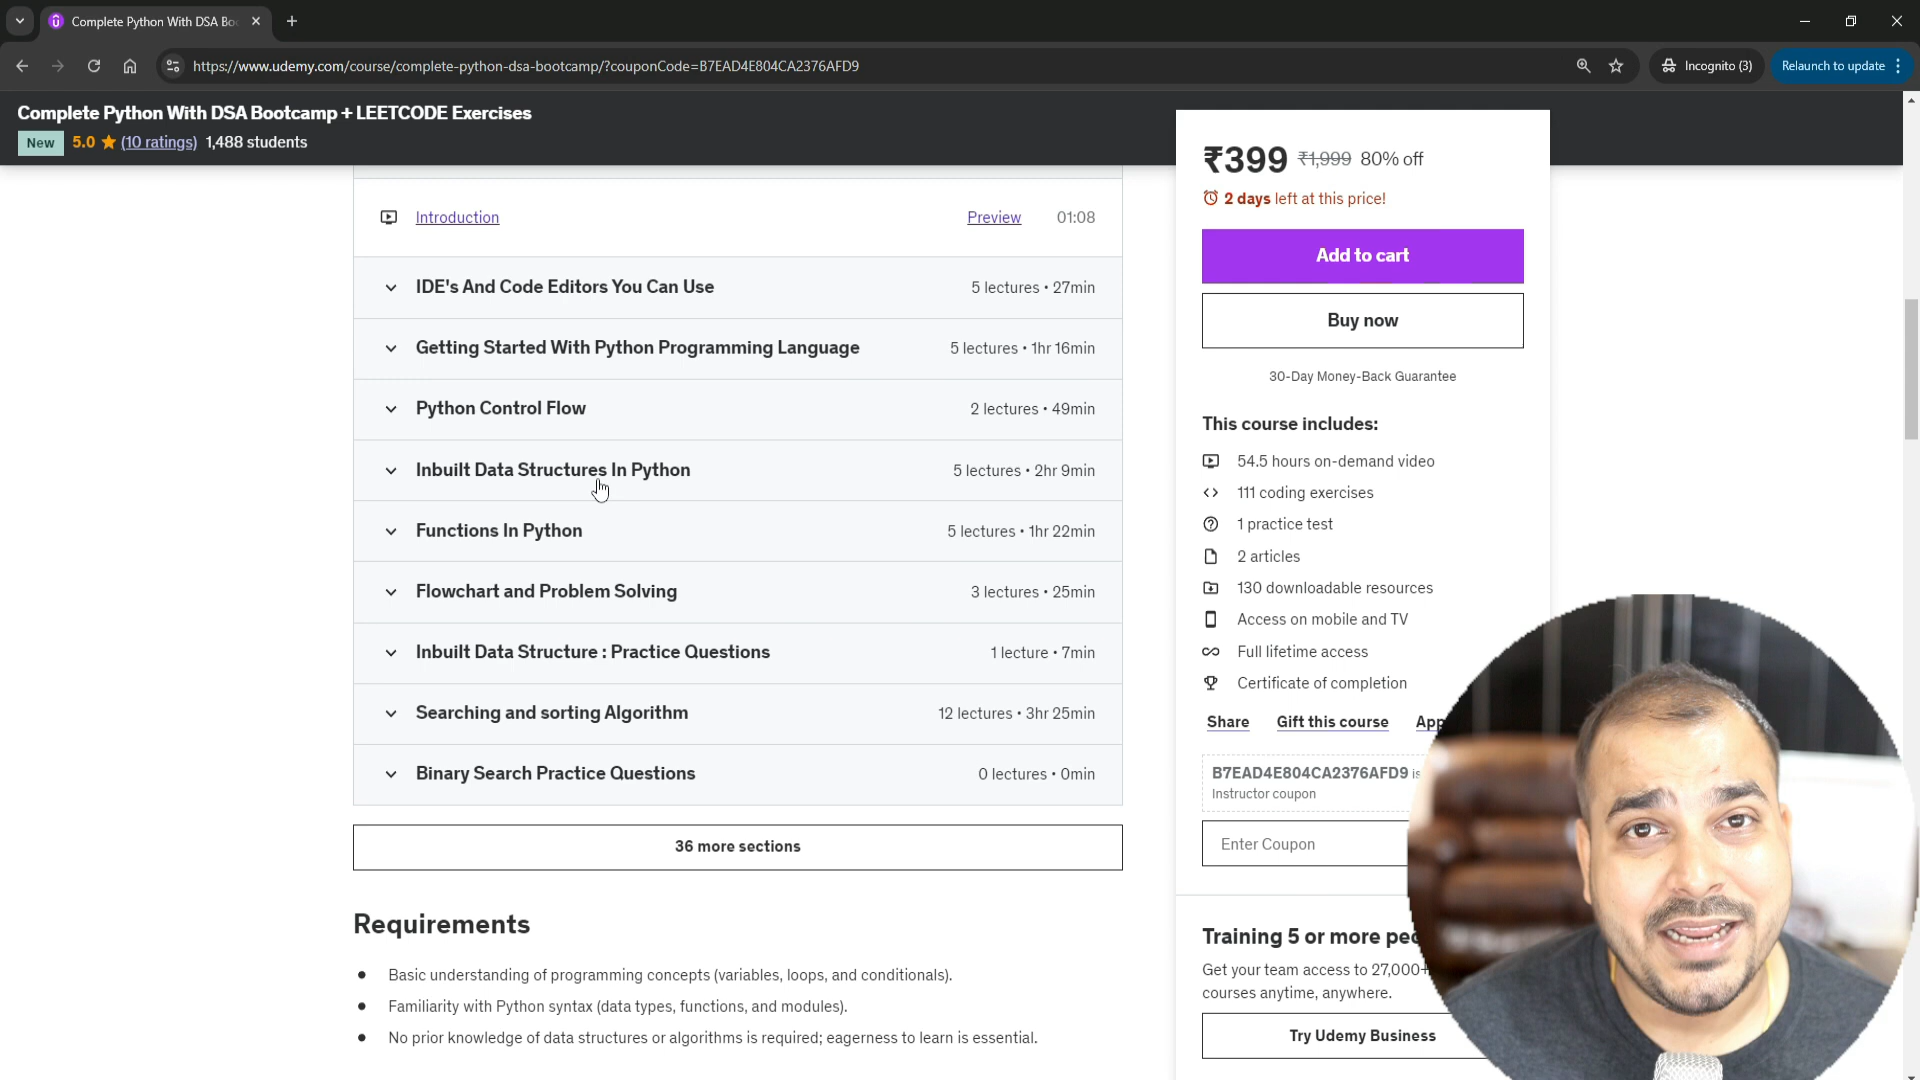 Complete Python With DSA Bo
https://www.udemy.com/course/complete-python-dsa-bootcamp/?couponCode=B7EAD4E804CA2376AFD9
Incognito (3)
Relaunch to update
Complete Python With DSA Bootcamp + LEETCODE Exercises
New 5.0 (10 ratings) 1,488 students
Introduction Preview 01:08
IDE's And Code Editors You Can Use 5 lectures • 27min
Getting Started With Python Programming Language 5 lectures • 1hr 16min
Python Control Flow 2 lectures • 49min
Inbuilt Data Structures In Python 5 lectures • 2hr 9min
Functions In Python 5 lectures • 1hr 22min
Flowchart and Problem Solving 3 lectures • 25min
Inbuilt Data Structure : Practice Questions 1 lecture • 7min
Searching and sorting Algorithm 12 lectures • 3hr 25min
Binary Search Practice Questions 0 lectures • 0min
36 more sections
Requirements
Basic understanding of programming concepts (variables, loops, and conditionals).
Familiarity with Python syntax (data types, functions, and modules).
No prior knowledge of data structures or algorithms is required; eagerness to learn is essential.
₹399 ₹1,999 80% off
2 days left at this price!
Add to cart
Buy now
30-Day Money-Back Guarantee
This course includes:
54.5 hours on-demand video
111 coding exercises
1 practice test
2 articles
130 downloadable resources
Access on mobile and TV
Full lifetime access
Certificate of completion
Share Gift this course App
B7EAD4E804CA2376AFD9 is
Instructor coupon
Enter Coupon
Training 5 or more
Get your team access to 27,000+
courses anytime, anywhere.
Try Udemy Business